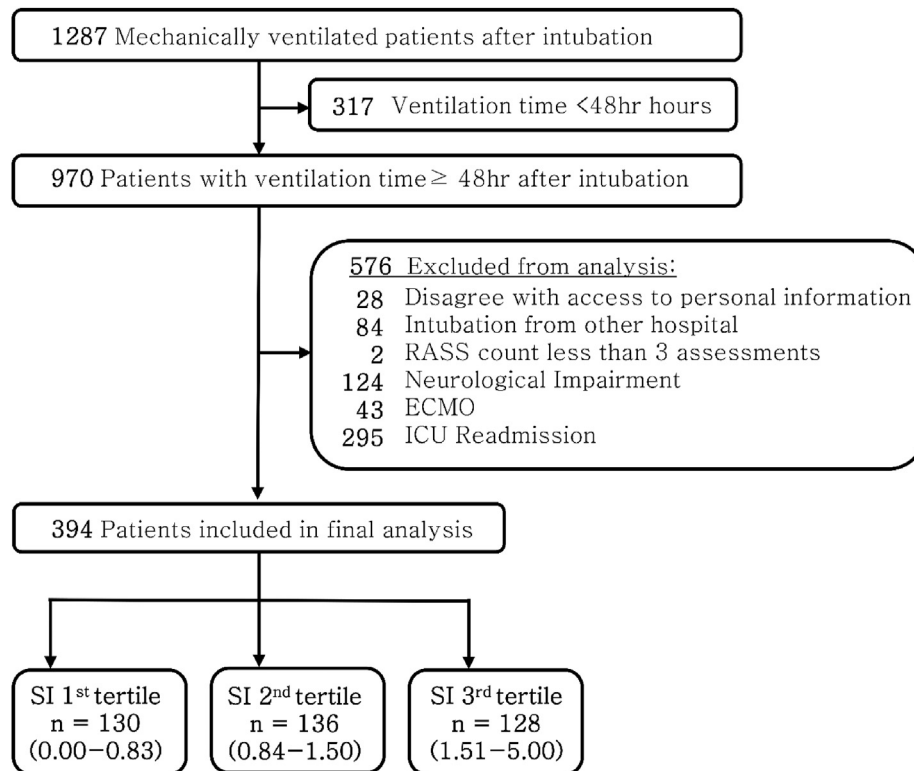 1287 Mechanically ventilated patients after intubation
317 Ventilation time <48hr hours
970 Patients with ventilation time ≥ 48hr after intubation
576 Excluded from analysis:
28 Disagree with access to personal information
84 Intubation from other hospital
2 RASS count less than 3 assessments
124 Neurological Impairment
43 ECMO
295 ICU Readmission
394 Patients included in final analysis
SI 1st tertile
n = 130
(0.00-0.83)
SI 2nd tertile
n = 136
(0.84-1.50)
SI 3rd tertile
n = 128
(1.51-5.00)